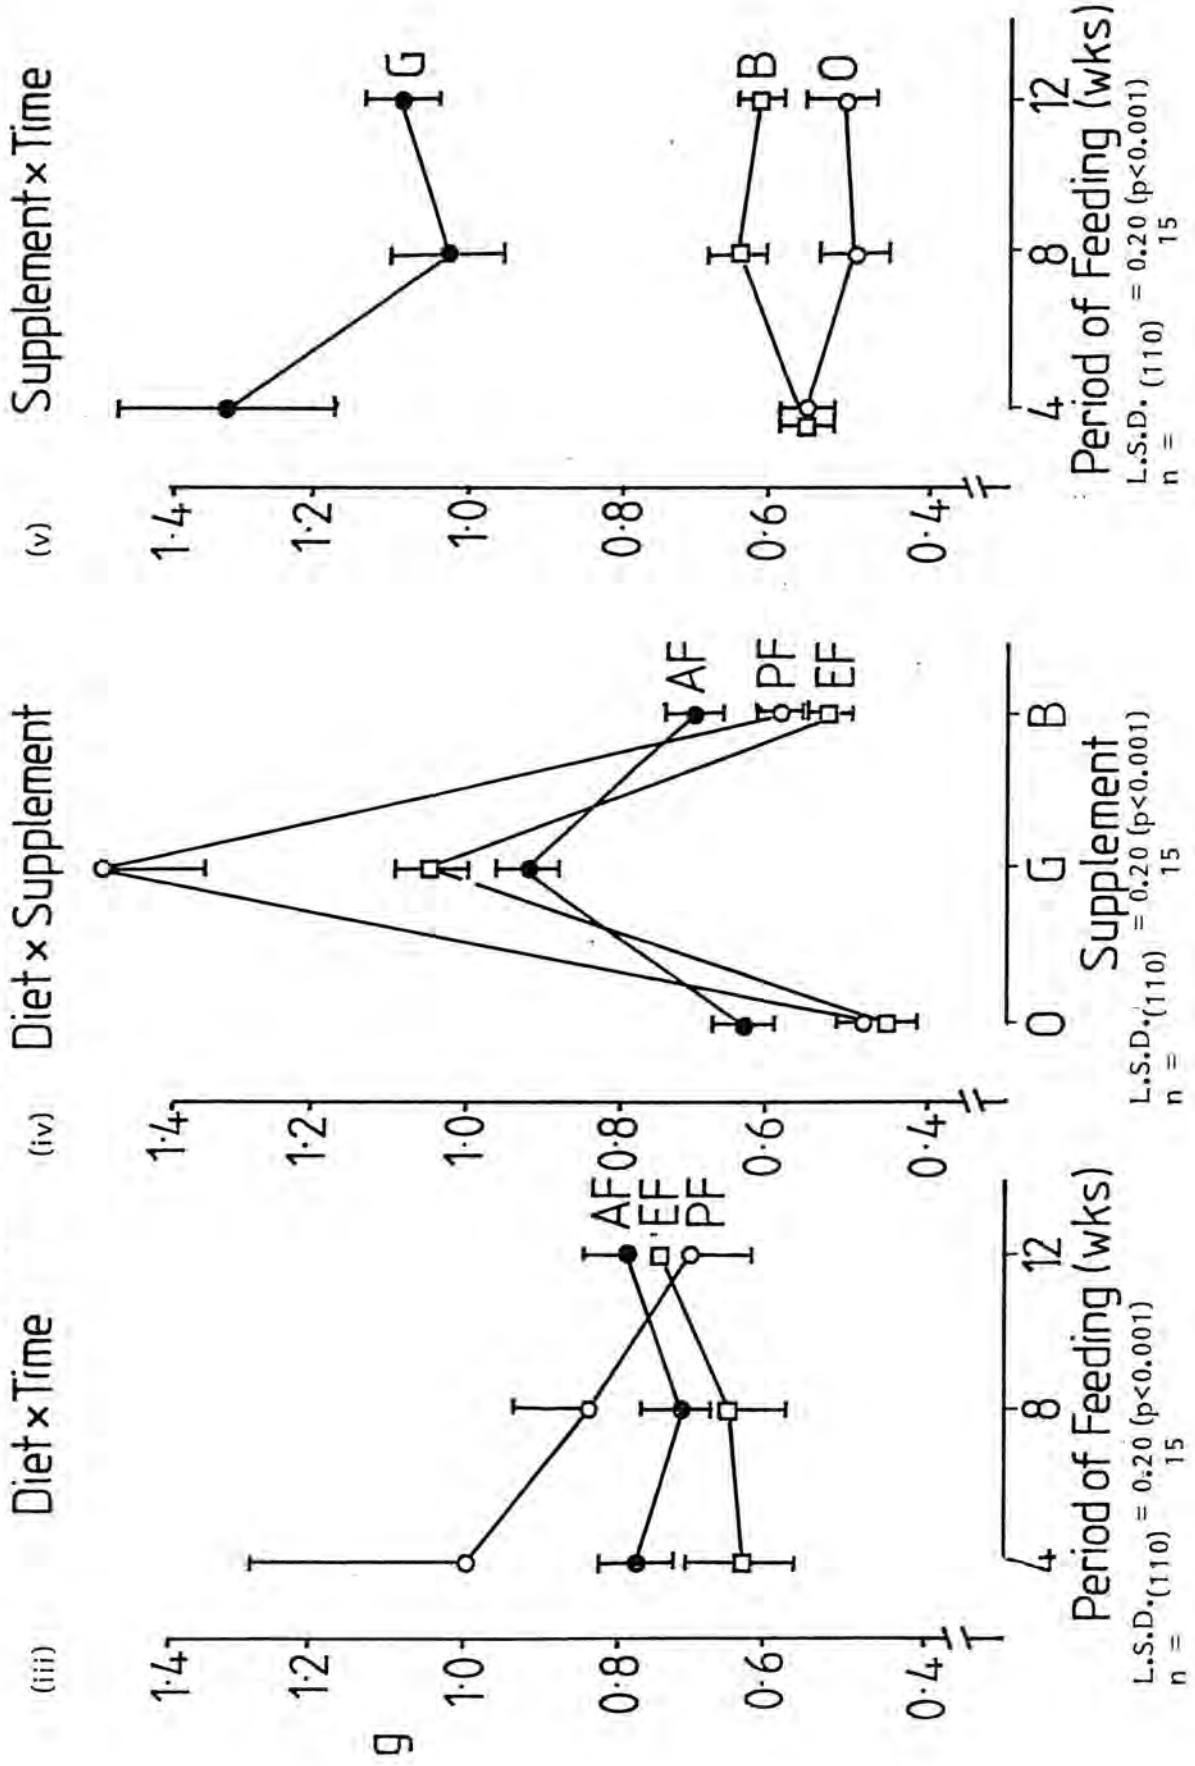 (iii) Diet × Time
g
1·4
1·2
1·0
0·8
0·6
0·4
AF
EF
PF
4 8 12
Period of Feeding (wks)
L.S.D.(110) = 0.20 (p<0.001)
n = 15
(iv) Diet × Supplement
1·4
1·2
1·0
0·8
0·6
0·4
AF
PF
EF
O G B
Supplement
L.S.D.(110) = 0.20 (p<0.001)
n = 15
(v) Supplement × Time
1·4
1·2
1·0
0·8
0·6
0·4
G
B
O
4 8 12
Period of Feeding (wks)
L.S.D. (110) = 0.20 (p<0.001)
n = 15